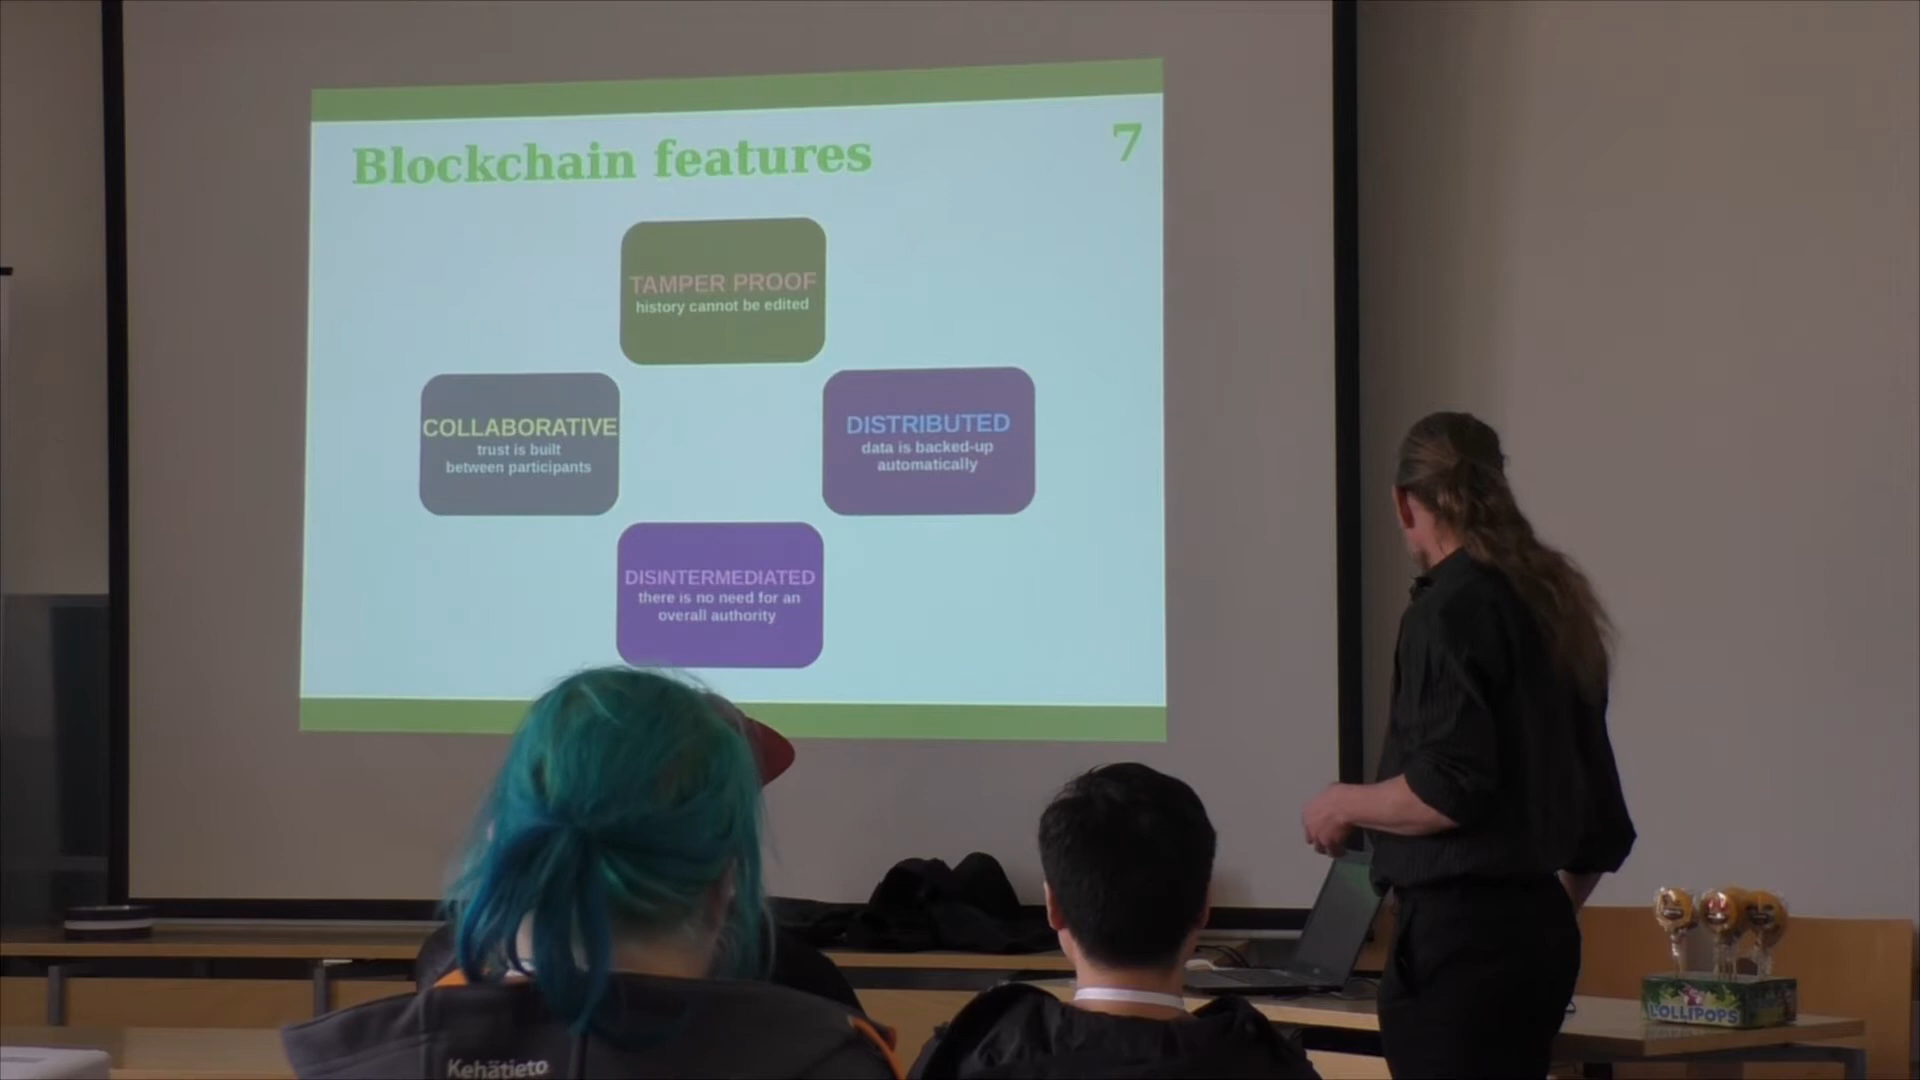 Blockchain features
7
TAMPER PROOF
history cannot be edited
COLLABORATIVE
trust is built
between participants
DISTRIBUTED
data is backed-up
automatically
DISINTERMEDIATED
there is no need for an
overall authority
Kehätieto
LOLLIPOPS